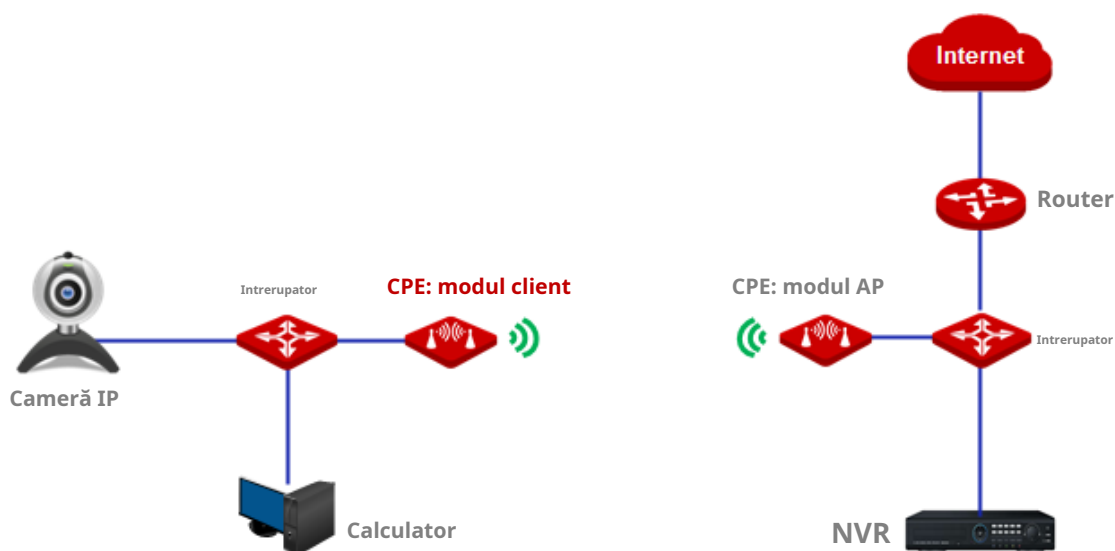 Internet
Router
Intrerupator
CPE: modul client
CPE: modul AP
Intrerupator
Cameră IP
Calculator
NVR